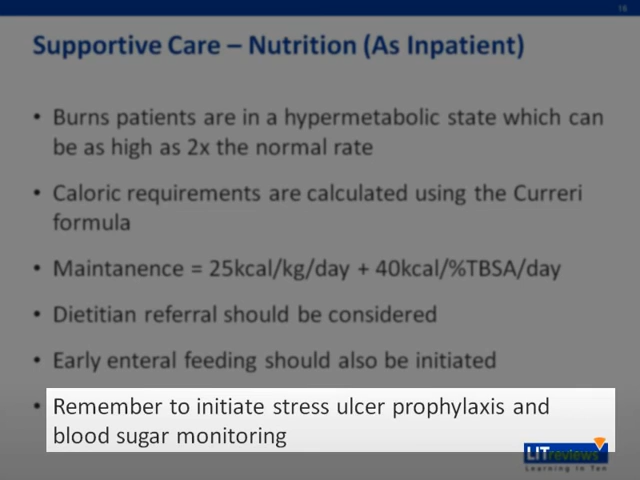 16
Supportive Care – Nutrition (As Inpatient)
• Burns patients are in a hypermetabolic state which can
be as high as 2x the normal rate
• Caloric requirements are calculated using the Curreri
formula
• Maintanence = 25kcal/kg/day + 40kcal/%TBSA/day
• Dietitian referral should be considered
• Early enteral feeding should also be initiated
• Remember to initiate stress ulcer prophylaxis and
blood sugar monitoring
LITreviews
Learning in Ten